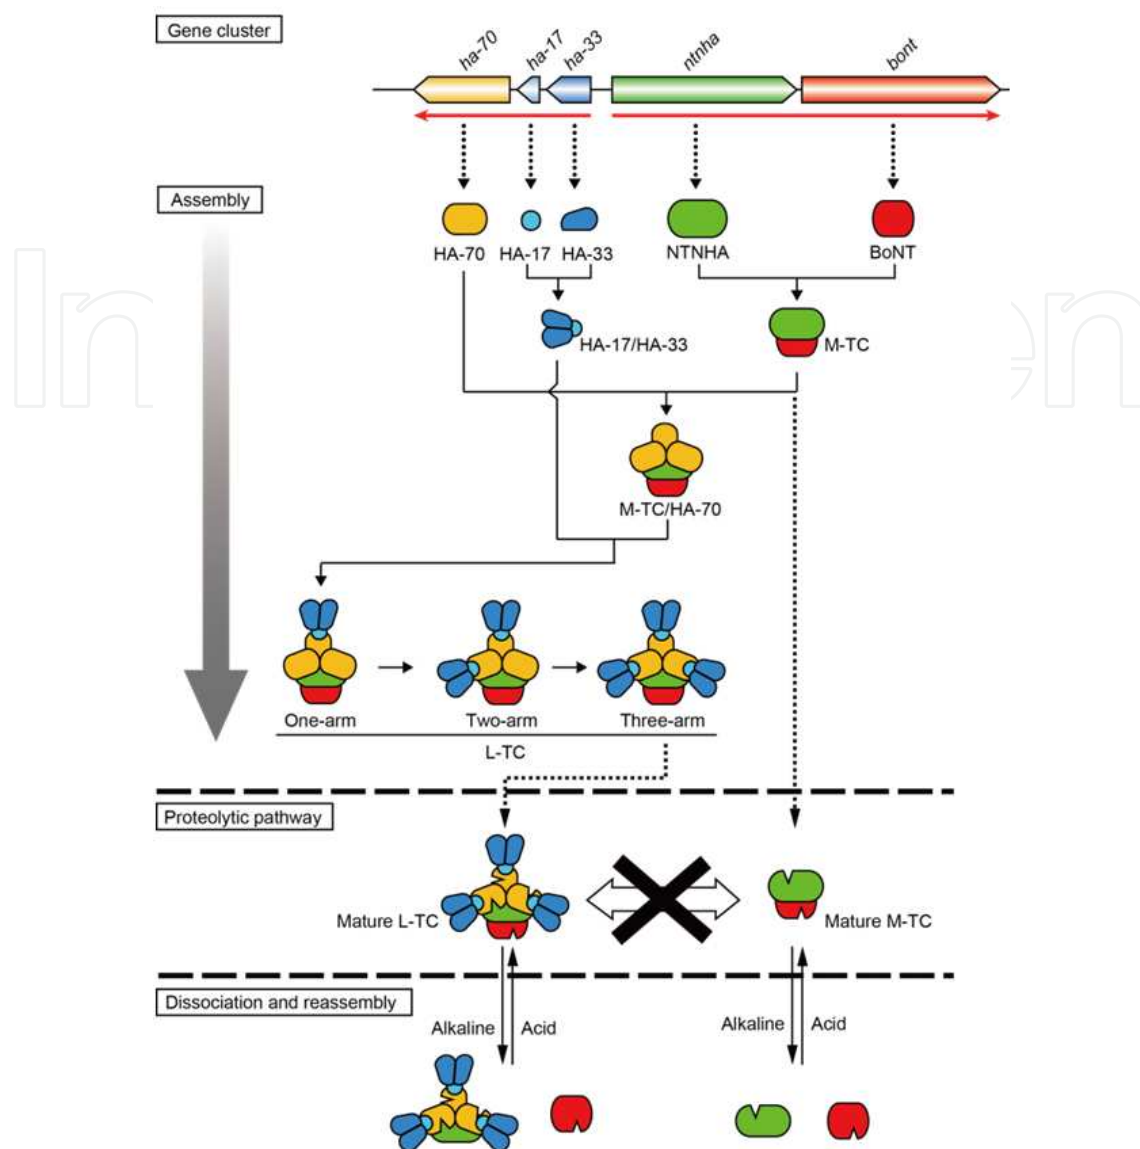 Gene cluster
ha-70 ha-17 ha-33 ntnha bont
Assembly
HA-70 HA-17 HA-33 NTNHA BoNT
HA-17/HA-33 M-TC
M-TC/HA-70
One-arm Two-arm Three-arm
L-TC
Proteolytic pathway
Mature L-TC Mature M-TC
Dissociation and reassembly
Alkaline Acid Alkaline Acid